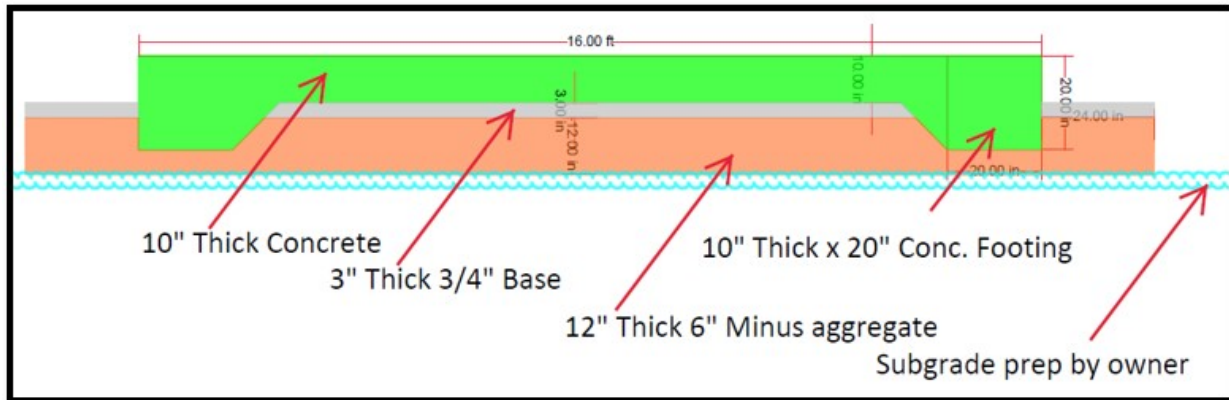 16.00 ft
10.00 in
20.00 in
3.00 in
12.00 in
24.00 in
20.00 in
10" Thick Concrete
10" Thick x 20" Conc. Footing
3" Thick 3/4" Base
12" Thick 6" Minus aggregate
Subgrade prep by owner